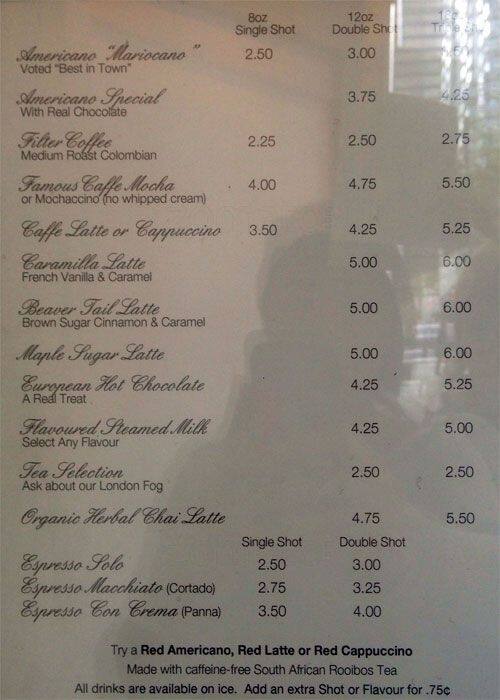 8oz 12oz
Single Shot Double Shot
Americano "Mariocano" 2.50 3.00
Voted "Best in Town"
Americano Special 3.75 4.25
With Real Chocolate
Filter Coffee 2.25 2.50 2.75
Medium Roast Colombian
Famous Caffe Mocha 4.00 4.75 5.50
or Mochaccino (no whipped cream)
Caffe Latte or Cappuccino 3.50 4.25 5.25
Caramilla Latte 5.00 6.00
French Vanilla & Caramel
Beaver Tail Latte 5.00 6.00
Brown Sugar Cinnamon & Caramel
Maple Sugar Latte 5.00 6.00
European Hot Chocolate 4.25 5.25
A Real Treat
Flavoured Steamed Milk 4.25 5.00
Select Any Flavour
Tea Selection 2.50 2.50
Ask about our London Fog
Organic Herbal Chai Latte 4.75 5.50
Single Shot Double Shot
Espresso Solo 2.50 3.00
Espresso Macchiato (Cortado) 2.75 3.25
Espresso Con Crema (Panna) 3.50 4.00
Try a Red Americano, Red Latte or Red Cappuccino
Made with caffeine-free South African Rooibos Tea
All drinks are available on ice. Add an extra Shot or Flavour for .75¢